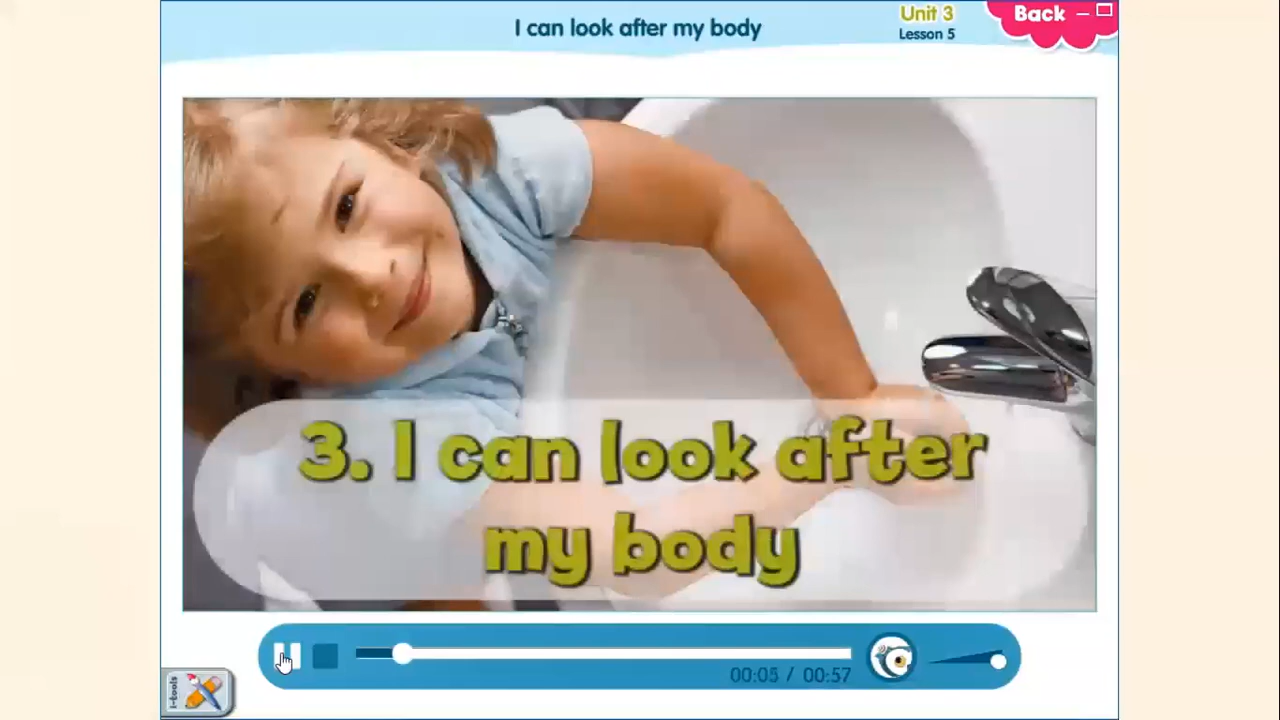 I can look after my body
Unit 3
Lesson 5
Back
3. I can look after
my body
00:05 / 00:57
i-tools